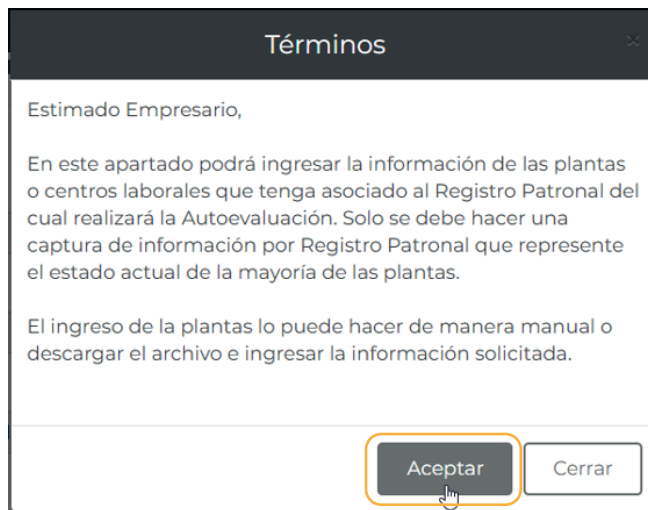 Términos
Estimado Empresario,
En este apartado podrá ingresar la información de las plantas
o centros laborales que tenga asociado al Registro Patronal del
cual realizará la Autoevaluación. Solo se debe hacer una
captura de información por Registro Patronal que represente
el estado actual de la mayoría de las plantas.
El ingreso de la plantas lo puede hacer de manera manual o
descargar el archivo e ingresar la información solicitada.
Aceptar
Cerrar